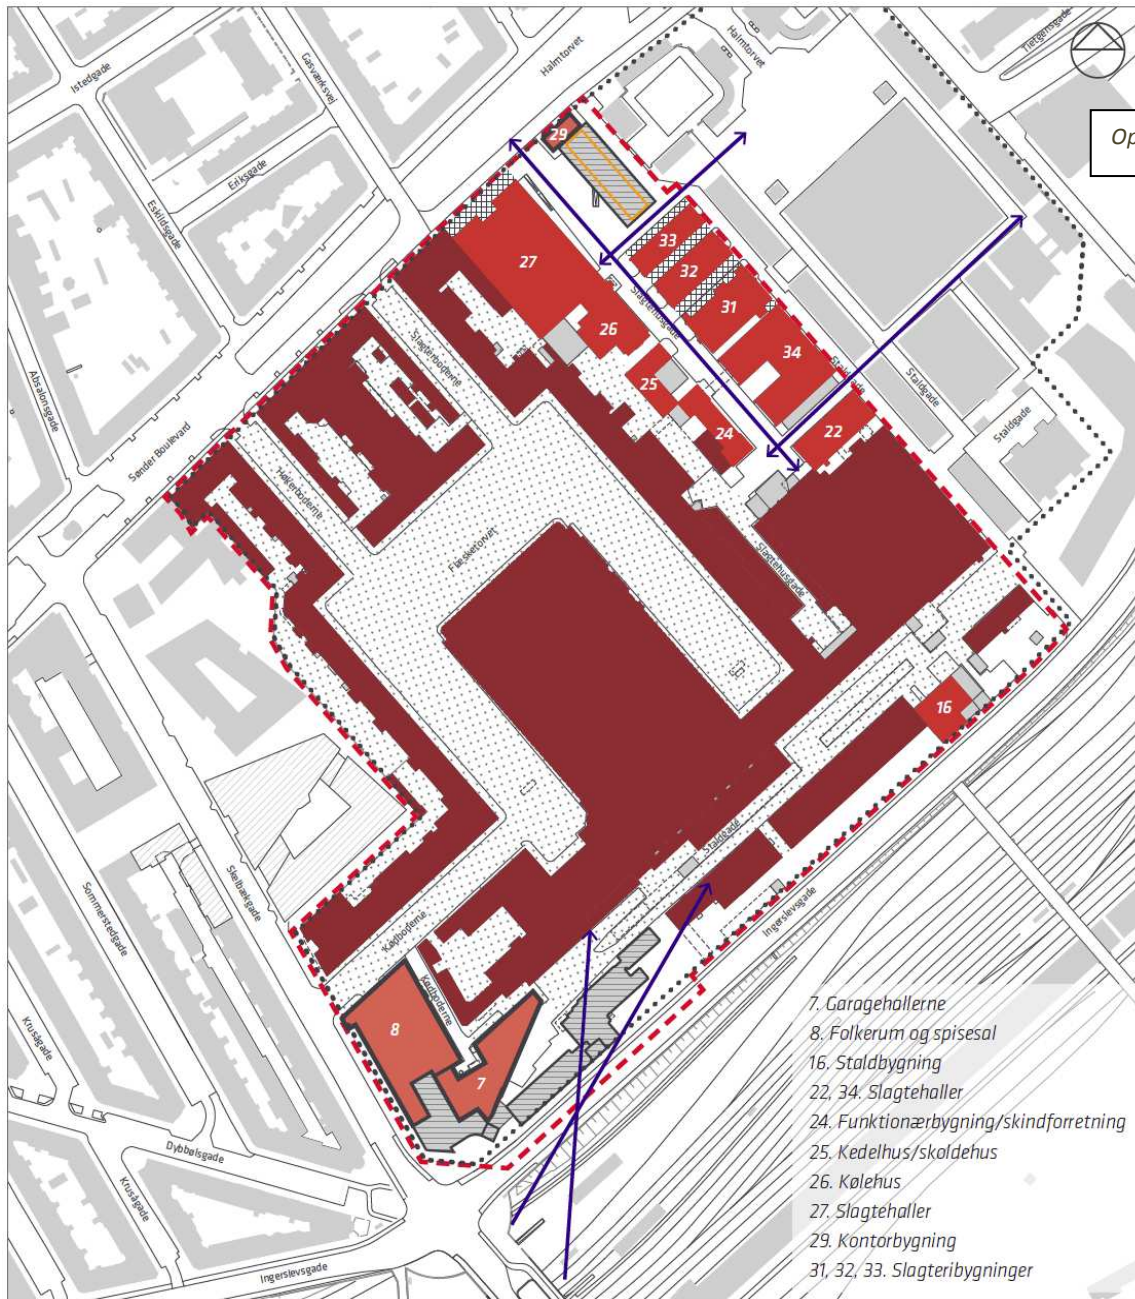 Istedgade
Gasværksvej
Halmtorvet
Halmtorvet
Tietgensgade
Op
Eriksgade
Eskildsgade
29
33
32
31
27
26
34
25
24
22
Slagtehusgade
Slagterboderne
Staldgade
Staldgade
Staldgade
Absalonsgade
Sønder Boulevard
Høkerboderne
Flæsketorvet
Slagtehusgade
16
Staldgade
Skelbækgade
Sommerstedgade
Kødboderne
Kødboderne
Ingerslevsgade
8
7
Krusågade
Dybbølsgade
Krusågade
Ingerslevsgade
7. Garagehallerne
8. Folkerum og spisesal
16. Staldbygning
22, 34. Slagtehaller
24. Funktionærbygning/skindforretning
25. Kedelhus/skoldehus
26. Kølehus
27. Slagtehaller
29. Kontorbygning
31, 32, 33. Slagteribygninger